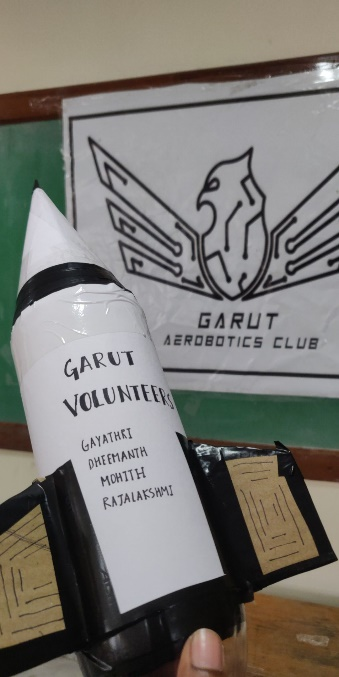 GARUT
AEROBOTICS CLUB
GARUT
VOLUNTEERS
GAYATHRI
DHEEMANTH
MOHITH
RAJALAKSHMI